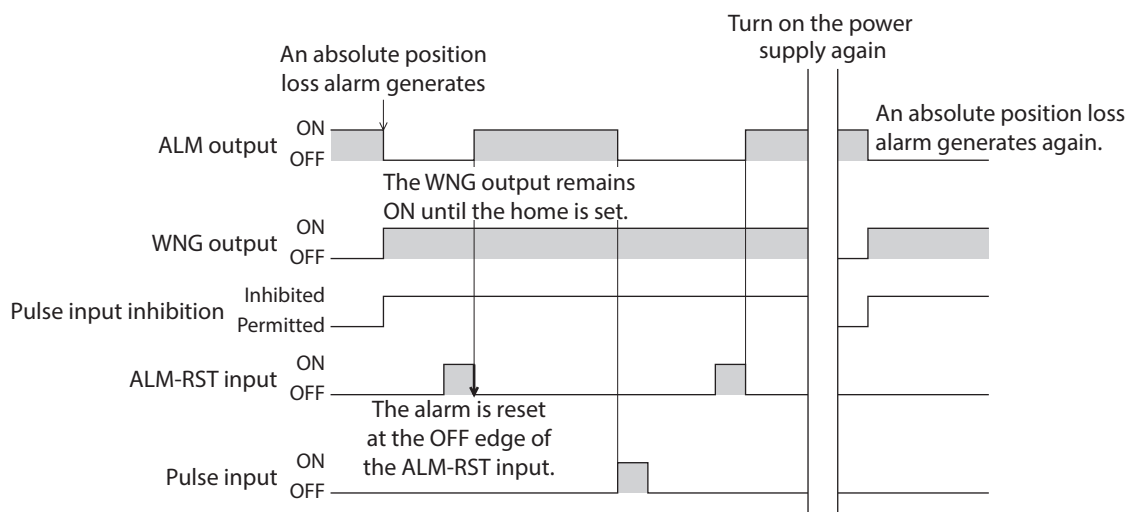 Turn on the power
supply again
An absolute position
loss alarm generates
An absolute position loss
alarm generates again.
ALM output
ON
OFF
The WNG output remains
ON until the home is set.
WNG output
ON
OFF
Pulse input inhibition
Inhibited
Permitted
ALM-RST input
ON
OFF
The alarm is reset
at the OFF edge of
the ALM-RST input.
Pulse input
ON
OFF